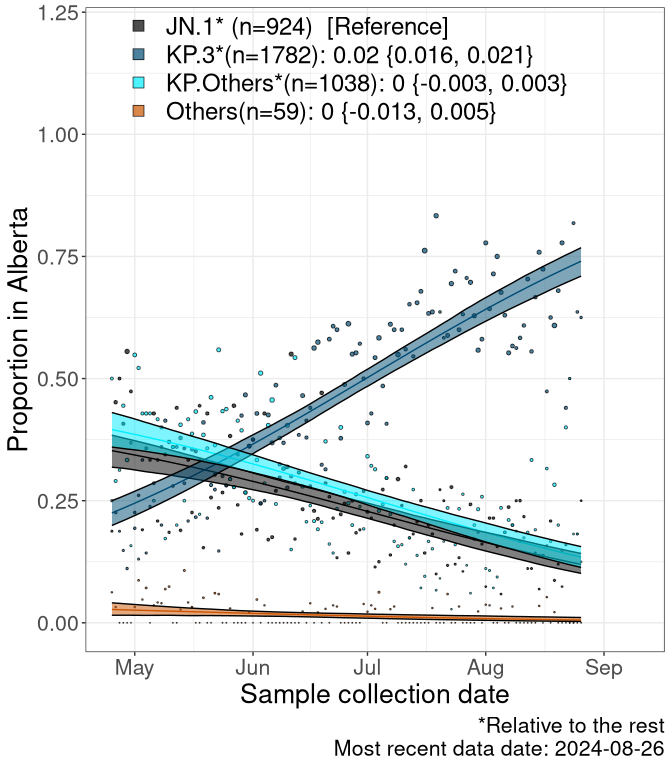 JN.1* (n=924)  [Reference]
KP.3*(n=1782): 0.02 {0.016, 0.021}
KP.Others*(n=1038): 0 {-0.003, 0.003}
Others(n=59): 0 {-0.013, 0.005}
1.25
1.00
0.75
0.50
0.25
0.00
Proportion in Alberta
May Jun Jul Aug Sep
Sample collection date
*Relative to the rest
Most recent data date: 2024-08-26